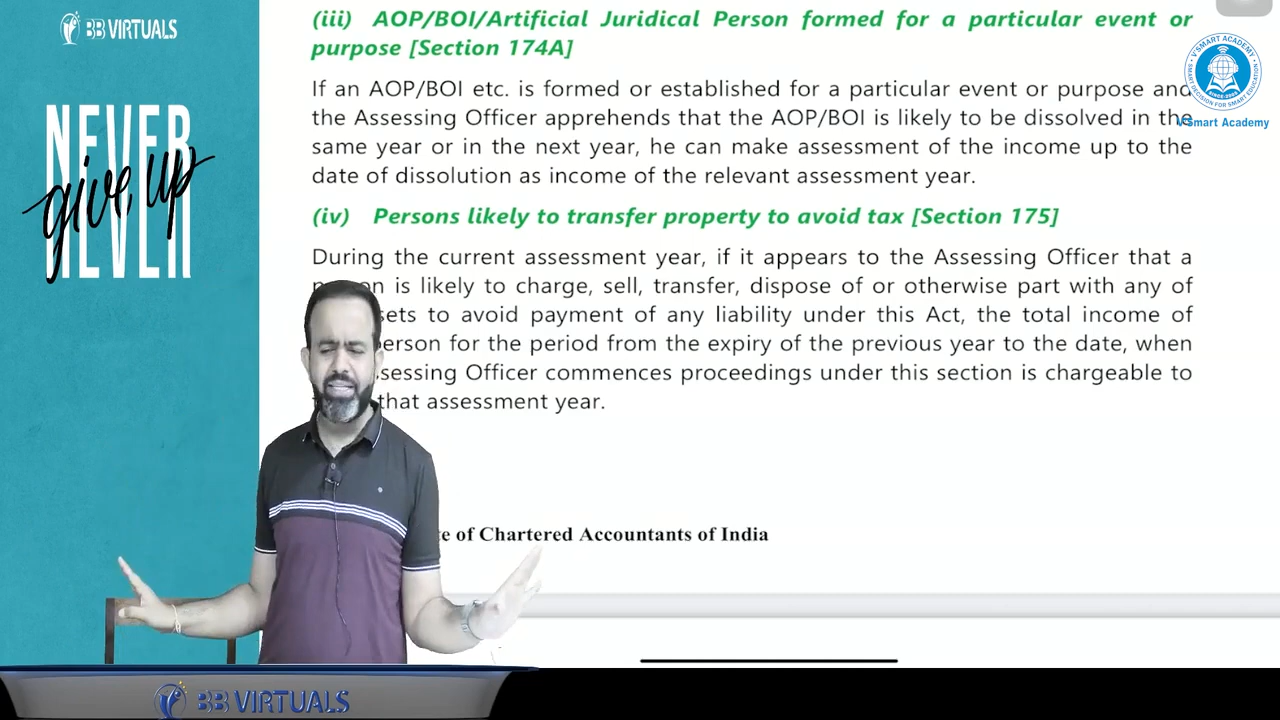 BB VIRTUALS
NEVER
give up
NEVER
V'SMART ACADEMY
V'Smart Academy
(iii) AOP/BOI/Artificial Juridical Person formed for a particular event or
purpose [Section 174A]
If an AOP/BOI etc. is formed or established for a particular event or purpose and
the Assessing Officer apprehends that the AOP/BOI is likely to be dissolved in the
same year or in the next year, he can make assessment of the income up to the
date of dissolution as income of the relevant assessment year.
(iv) Persons likely to transfer property to avoid tax [Section 175]
During the current assessment year, if it appears to the Assessing Officer that a
is likely to charge, sell, transfer, dispose of or otherwise part with any of
to avoid payment of any liability under this Act, the total income of
for the period from the expiry of the previous year to the date, when
Officer commences proceedings under this section is chargeable to
that assessment year.
of Chartered Accountants of India
BB VIRTUALS